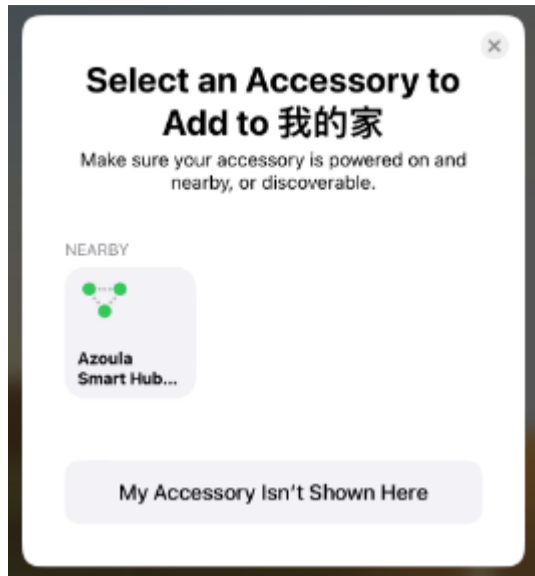 Select an Accessory to
Add to 我的家
Make sure your accessory is powered on and
nearby, or discoverable.
NEARBY
Azoula
Smart Hub...
My Accessory Isn't Shown Here